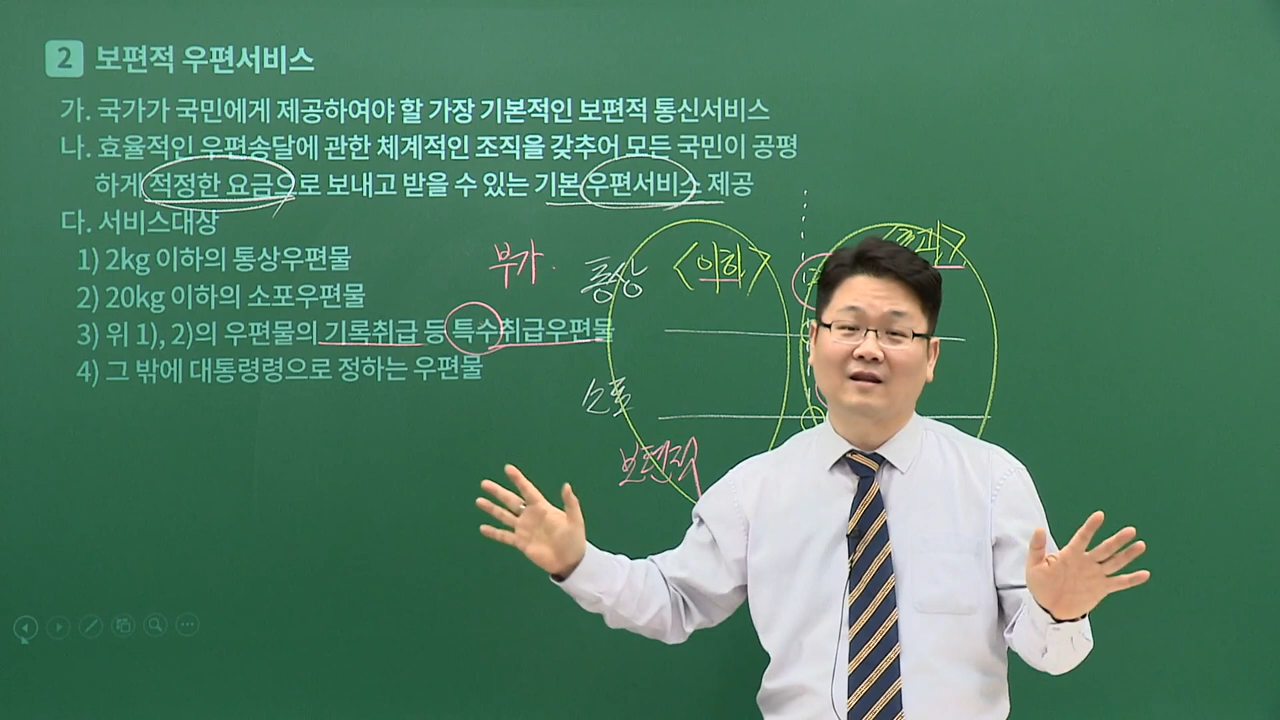 2 보편적 우편서비스
가. 국가가 국민에게 제공하여야 할 가장 기본적인 보편적 통신서비스
나. 효율적인 우편송달에 관한 체계적인 조직을 갖추어 모든 국민이 공평
하게 적정한 요금으로 보내고 받을 수 있는 기본 우편서비스 제공
다. 서비스대상
1) 2kg 이하의 통상우편물
2) 20kg 이하의 소포우편물
3) 위 1), 2)의 우편물의 기록취급 등 특수취급우편물
4) 그 밖에 대통령령으로 정하는 우편물
부가
통상 <이하>
소포
보편적